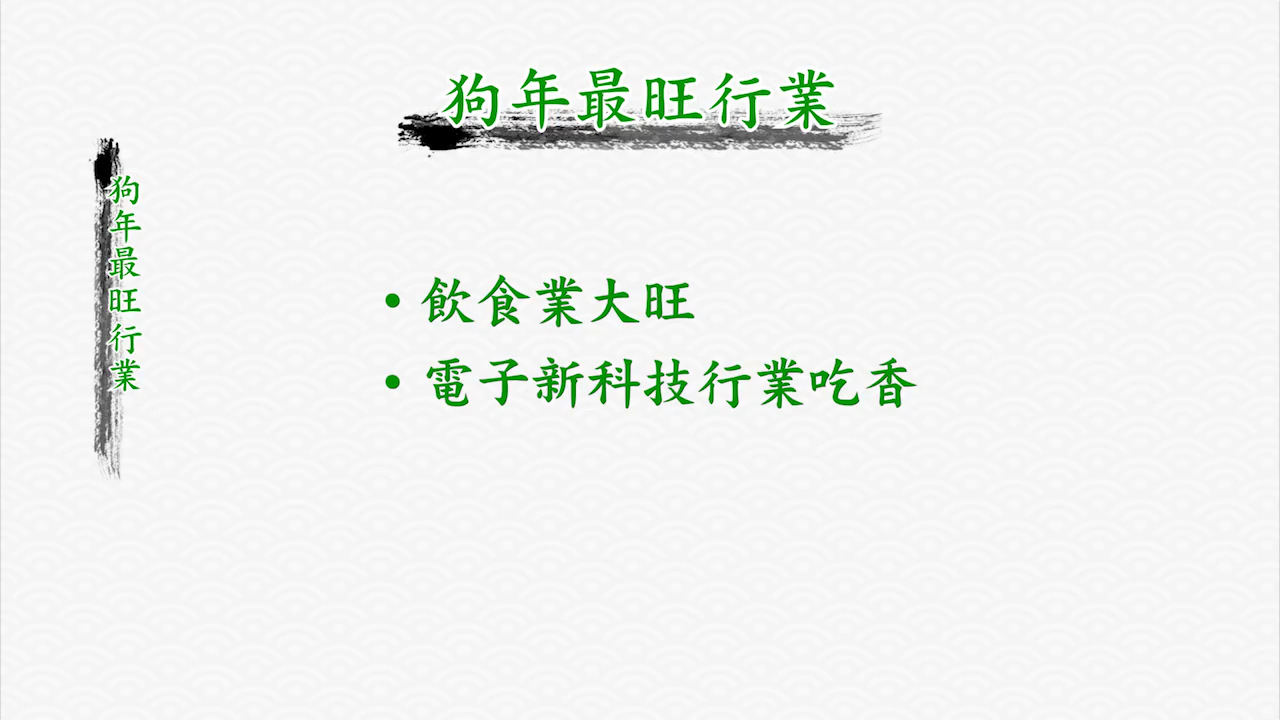 狗年最旺行業
狗年最旺行業
• 飲食業大旺
• 電子新科技行業吃香